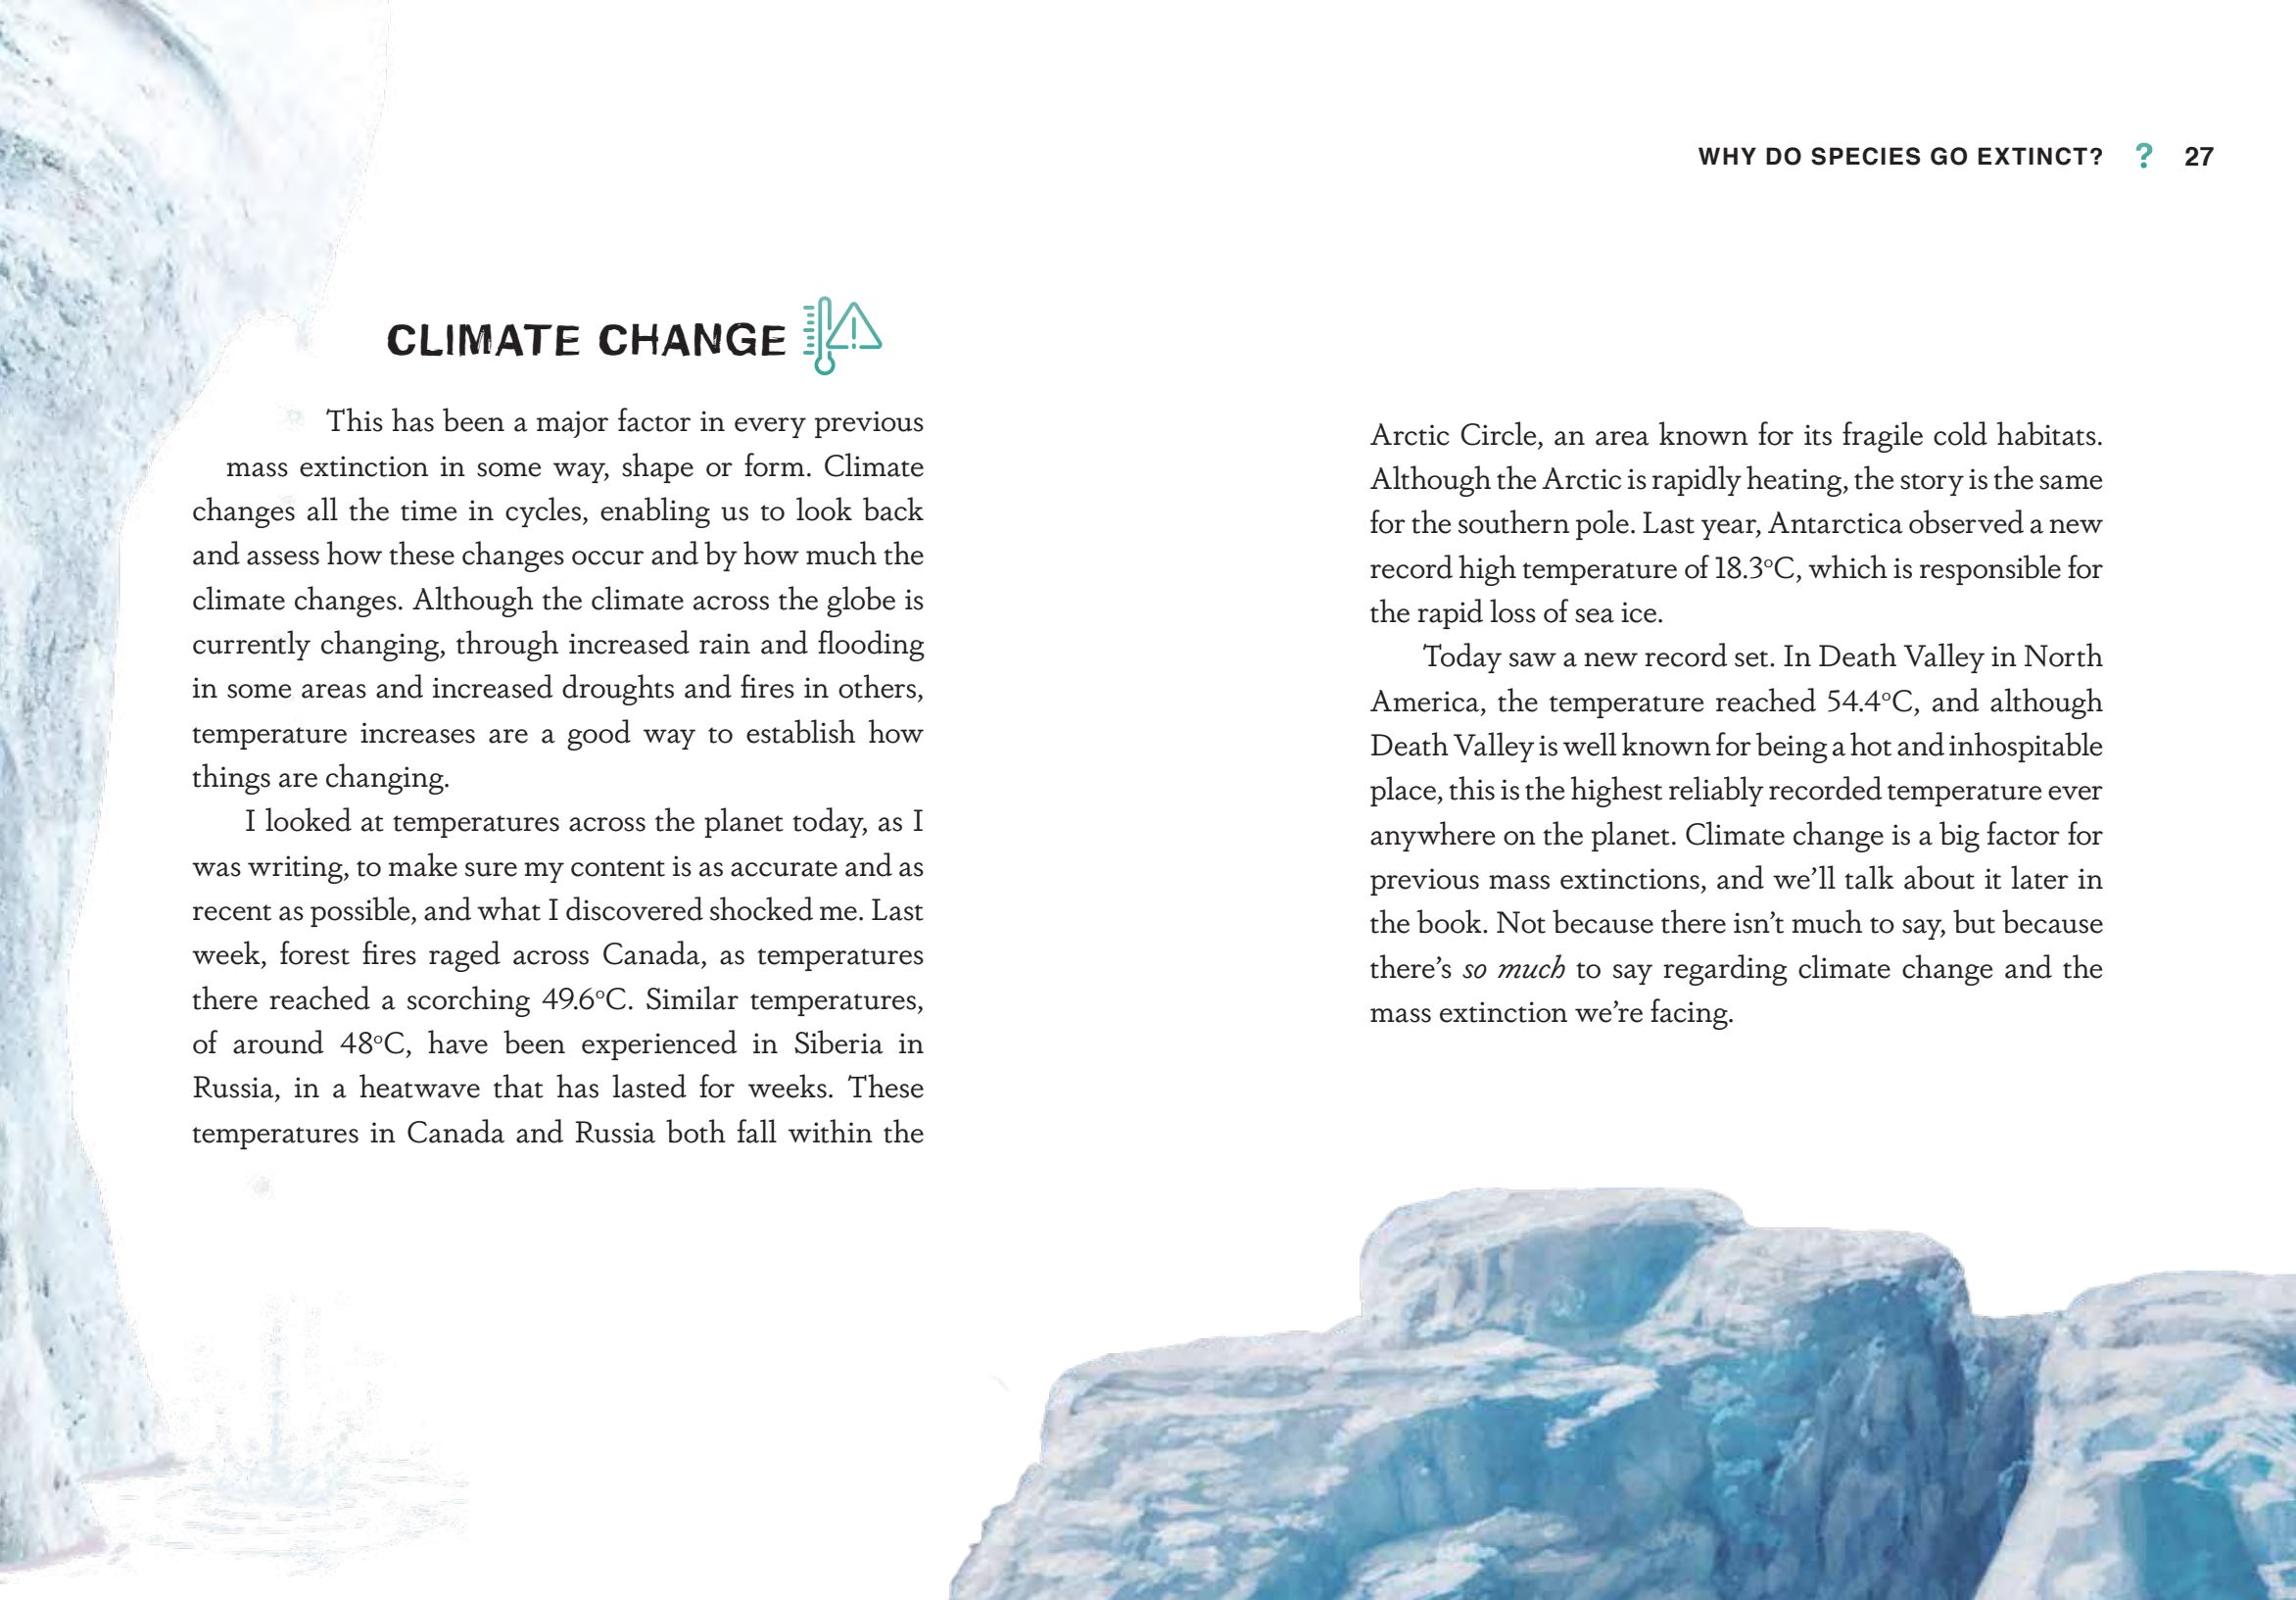 WHY DO SPECIES GO EXTINCT? ? 27
CLIMATE CHANGE
This has been a major factor in every previous
mass extinction in some way, shape or form. Climate
changes all the time in cycles, enabling us to look back
and assess how these changes occur and by how much the
climate changes. Although the climate across the globe is
currently changing, through increased rain and flooding
in some areas and increased droughts and fires in others,
temperature increases are a good way to establish how
things are changing.
I looked at temperatures across the planet today, as I
was writing, to make sure my content is as accurate and as
recent as possible, and what I discovered shocked me. Last
week, forest fires raged across Canada, as temperatures
there reached a scorching 49.6°C. Similar temperatures,
of around 48°C, have been experienced in Siberia in
Russia, in a heatwave that has lasted for weeks. These
temperatures in Canada and Russia both fall within the
Arctic Circle, an area known for its fragile cold habitats.
Although the Arctic is rapidly heating, the story is the same
for the southern pole. Last year, Antarctica observed a new
record high temperature of 18.3°C, which is responsible for
the rapid loss of sea ice.
Today saw a new record set. In Death Valley in North
America, the temperature reached 54.4°C, and although
Death Valley is well known for being a hot and inhospitable
place, this is the highest reliably recorded temperature ever
anywhere on the planet. Climate change is a big factor for
previous mass extinctions, and we’ll talk about it later in
the book. Not because there isn’t much to say, but because
there’s so much to say regarding climate change and the
mass extinction we’re facing.